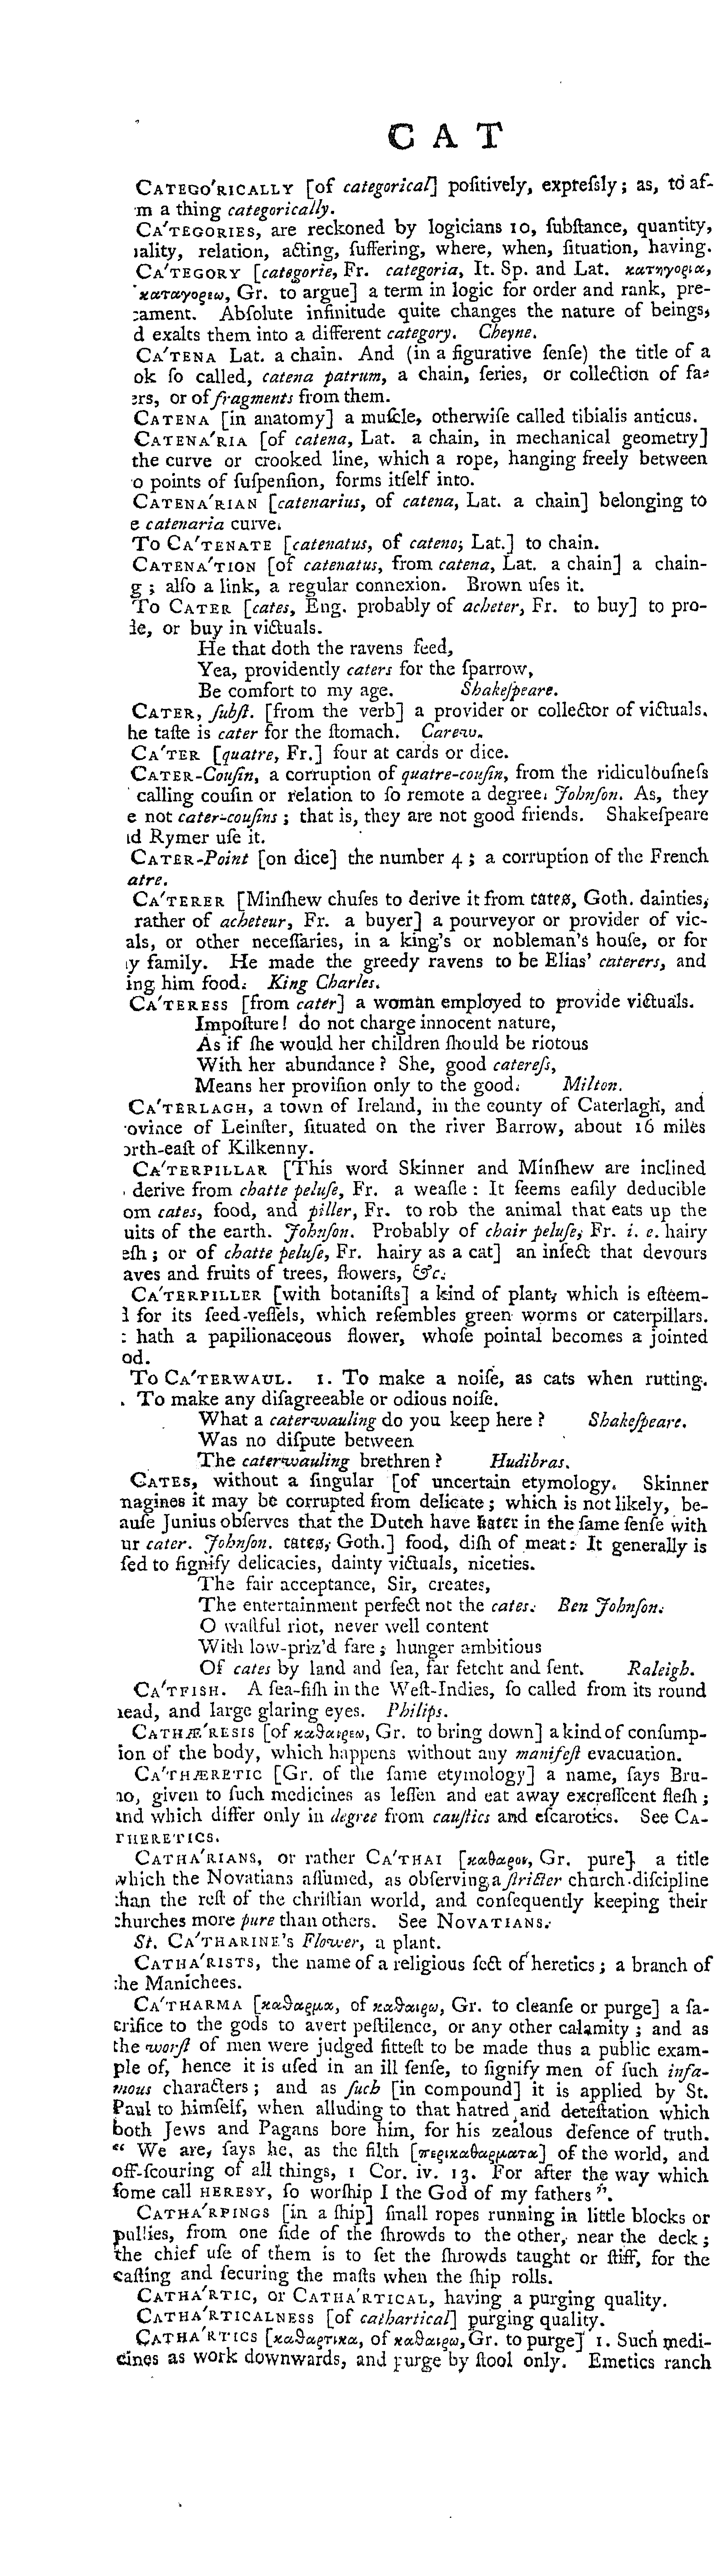 C A T
CATEGO′RICALLY [of categorical] poſitively, expreſsly; as, to af-
m a thing categorically.
CA′TEGORIES, are reckoned by logicians 10, ſubſtance, quantity,
ality, relation, acting, ſuffering, where, when, ſituation, having.
CA′TEGORY [categorie, Fr. categoria, It. Sp. and Lat. κατηγορια,
καταγορεω, Gr. to argue] a term in logic for order and rank, pre-
ament. Abſolute infinitude quite changes the nature of beings,
d exalts them into a different category. Cheyne.
CA′TENA Lat. a chain. And (in a figurative ſenſe) the title of a
ok ſo called, catena patrum, a chain, ſeries, or collection of fa-
ers, or of fragments from them.
CATENA [in anatomy] a muſcle, otherwiſe called tibialis anticus.
CATENA′RIA [of catena, Lat. a chain, in mechanical geometry]
the curve or crooked line, which a rope, hanging freely between
o points of ſuſpenſion, forms itſelf into.
CATENA′RIAN [catenarius, of catena, Lat. a chain] belonging to
e catenaria curve.
To CA′TENATE [catenatus, of cateno, Lat.] to chain.
CATENA′TION [of catenatus, from catena, Lat. a chain] a chain-
g; alſo a link, a regular connexion. Brown uſes it.
To CATER [cates, Eng. probably of acheter, Fr. to buy] to pro-
de, or buy in victuals.
He that doth the ravens feed,
Yea, providently caters for the ſparrow,
Be comfort to my age. Shakeſpeare.
CATER, ſubſt. [from the verb] a provider or collector of victuals.
he taſte is cater for the ſtomach. Carew.
CA′TER [quatre, Fr.] four at cards or dice.
CATER-Couſin, a corruption of quatre-couſin, from the ridiculouſneſs
calling couſin or relation to ſo remote a degree. Johnſon. As, they
e not cater-couſins; that is, they are not good friends. Shakeſpeare
d Rymer uſe it.
CATER-Point [on dice] the number 4; a corruption of the French
atre.
CA′TERER [Minſhew chuſes to derive it from cates, Goth. dainties,
rather of acheteur, Fr. a buyer] a pourveyor or provider of vic-
als, or other neceſſaries, in a king's or nobleman's houſe, or for
y family. He made the greedy ravens to be Elias' caterers, and
ing him food. King Charles.
CA′TERESS [from cater] a woman employed to provide victuals.
Impoſture! do not charge innocent nature,
As if ſhe would her children ſhould be riotous
With her abundance? She, good catereſs,
Means her proviſion only to the good. Milton.
CA′TERLAGH, a town of Ireland, in the county of Caterlagh, and
ovince of Leinſter, ſituated on the river Barrow, about 16 miles
orth-eaſt of Kilkenny.
CA′TERPILLAR [This word Skinner and Minſhew are inclined
derive from chatte peluſe, Fr. a weaſle: It ſeems eaſily deducible
om cates, food, and piller, Fr. to rob the animal that eats up the
uits of the earth. Johnſon. Probably of chair peluſe, Fr. i. e. hairy
eſh; or of chatte peluſe, Fr. hairy as a cat] an inſect that devours
aves and fruits of trees, flowers, &c.
CA′TERPILLER [with botaniſts] a kind of plant, which is eſteem-
d for its ſeed-veſſels, which reſembles green worms or caterpillars.
: hath a papilionaceous flower, whoſe pointal becomes a jointed
od.
To CA′TERWAUL. 1. To make a noiſe, as cats when rutting.
. To make any diſagreeable or odious noiſe.
What a caterwauling do you keep here? Shakeſpeare.
Was no diſpute between
The caterwauling brethren? Hudibras.
CATES, without a ſingular [of uncertain etymology. Skinner
nagines it may be corrupted from delicate; which is not likely, be-
auſe Junius obſerves that the Dutch have kater in the ſame ſenſe with
ur cater. Johnſon. cates, Goth.] food, diſh of meat: It generally is
ſed to ſignify delicacies, dainty victuals, niceties.
The fair acceptance, Sir, creates,
The entertainment perfect not the cates. Ben Johnſon.
O waſtful riot, never well content
With low-priz'd fare; hunger ambitious
Of cates by land and ſea, far fetcht and ſent. Raleigh.
CA′TFISH. A ſea-fiſh in the Weſt-Indies, ſo called from its round
head, and large glaring eyes. Philips.
CATHÆ′RESIS [of καθαιρεω, Gr. to bring down] a kind of conſump-
ion of the body, which happens without any manifeſt evacuation.
CA′THÆRETIC [Gr. of the ſame etymology] a name, ſays Bru-
no, given to ſuch medicines as leſſen and eat away excreſſcent fleſh;
and which differ only in degree from cauſtics and eſcarotics. See CA-
THERETICS.
CATHA′RIANS, or rather CA′THAI [καθαρον, Gr. pure] a title
which the Novatians aſſumed, as obſerving a ſtricter church-diſcipline
than the reſt of the chriſtian world, and conſequently keeping their
churches more pure than others. See NOVATIANS.
St. CA′THARINE'S Flower, a plant.
CATHA′RISTS, the name of a religious ſect of heretics; a branch of
the Manichees.
CA′THARMA [καθαρμα, of καθαιρω, Gr. to cleanſe or purge] a ſa-
crifice to the gods to avert peſtilence, or any other calamity; and as
the worſt of men were judged fitteſt to be made thus a public exam-
ple of, hence it is uſed in an ill ſenſe, to ſignify men of ſuch infa-
mous characters; and as ſuch [in compound] it is applied by St.
Paul to himſelf, when alluding to that hatred and deteſtation which
both Jews and Pagans bore him, for his zealous defence of truth.
“ We are, ſays he, as the filth [περικαθαρματα] of the world, and
off-ſcouring of all things, 1 Cor. iv. 13. For after the way which
ſome call HERESY, ſo worſhip I the God of my fathers”.
CATHA′RPINGS [in a ſhip] ſmall ropes running in little blocks or
pullies, from one ſide of the ſhrowds to the other, near the deck;
the chief uſe of them is to ſet the ſhrowds taught or ſtiff, for the
eaſting and ſecuring the maſts when the ſhip rolls.
CATHA′RTIC, or CATHA′RTICAL, having a purging quality.
CATHA′RTICALNESS [of cathartical] purging quality.
CATHA′RTICS [καθαρτικα, of καθαιρω, Gr. to purge] 1. Such medi-
cines as work downwards, and purge by ſtool only. Emetics ranch